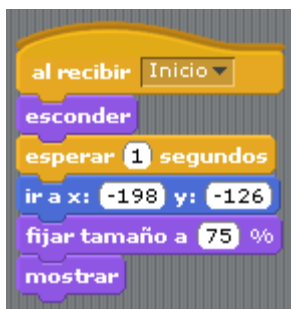 al recibir Inicio
esconder
esperar 1 segundos
ir a x: -198 y: -126
fijar tamaño a 75 %
mostrar